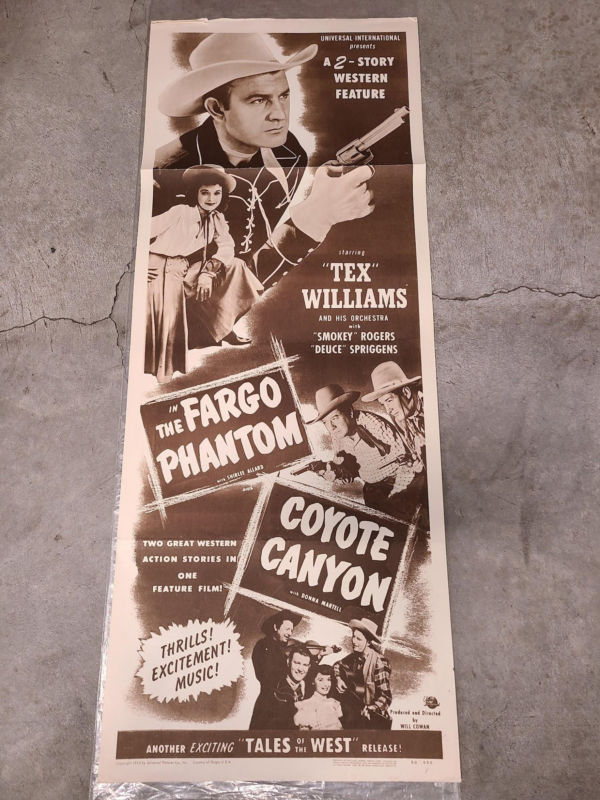 UNIVERSAL-INTERNATIONAL
presents
A 2-STORY
WESTERN
FEATURE
starring
"TEX"
WILLIAMS
AND HIS ORCHESTRA
with
"SMOKEY" ROGERS
"DEUCE" SPRIGGENS
IN
THE FARGO
PHANTOM
with SHIRLEE ALLARD
and
COYOTE
CANYON
with DONNA MARTELL
TWO GREAT WESTERN
ACTION STORIES IN
ONE
FEATURE FILM!
THRILLS!
EXCITEMENT!
MUSIC!
Produced and Directed
by
WILL COWAN
ANOTHER EXCITING "TALES OF THE WEST" RELEASE!